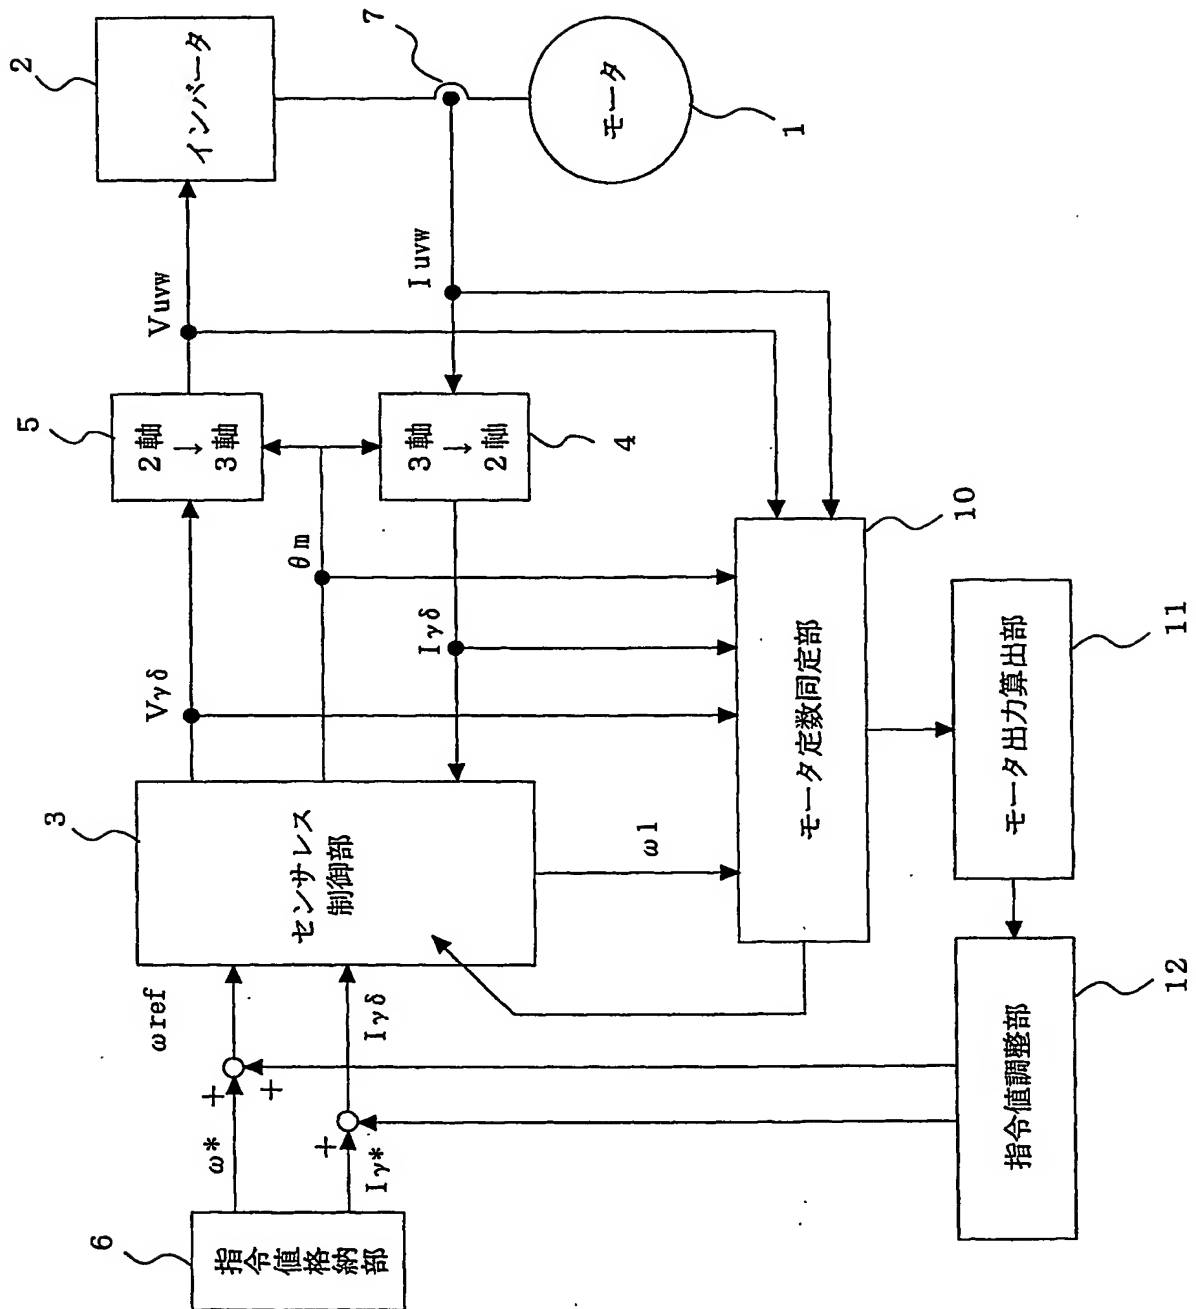 6
指令値格納部
ω*
Iγ*
+
+
+
ωref
Iγδ
3
センサレス
制御部
Vγδ
θm
Iγδ
ω1
5
2軸
↓
3軸
3軸
↓
2軸
4
Vuvw
Iuvw
2
インバータ
7
モータ
1
モータ定数同定部
10
モータ出力算出部
11
指令値調整部
12